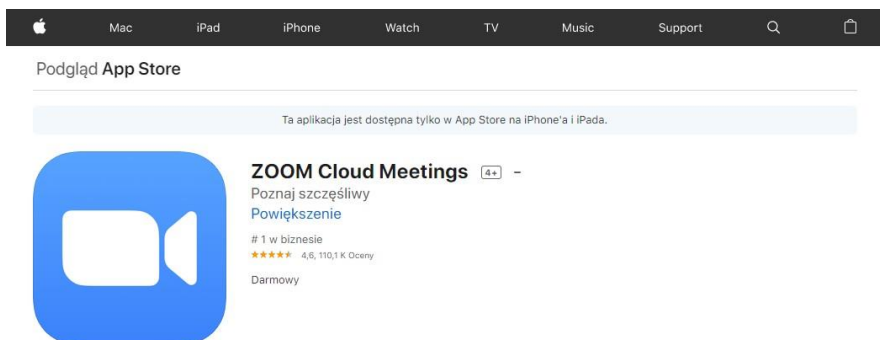 Mac iPad iPhone Watch TV Music Support
Podgląd App Store
Ta aplikacja jest dostępna tylko w App Store na iPhone'a i iPada.
ZOOM Cloud Meetings 4+ -
Poznaj szczęśliwy
Powiększenie
# 1 w biznesie
4,6, 110,1 K Oceny
Darmowy